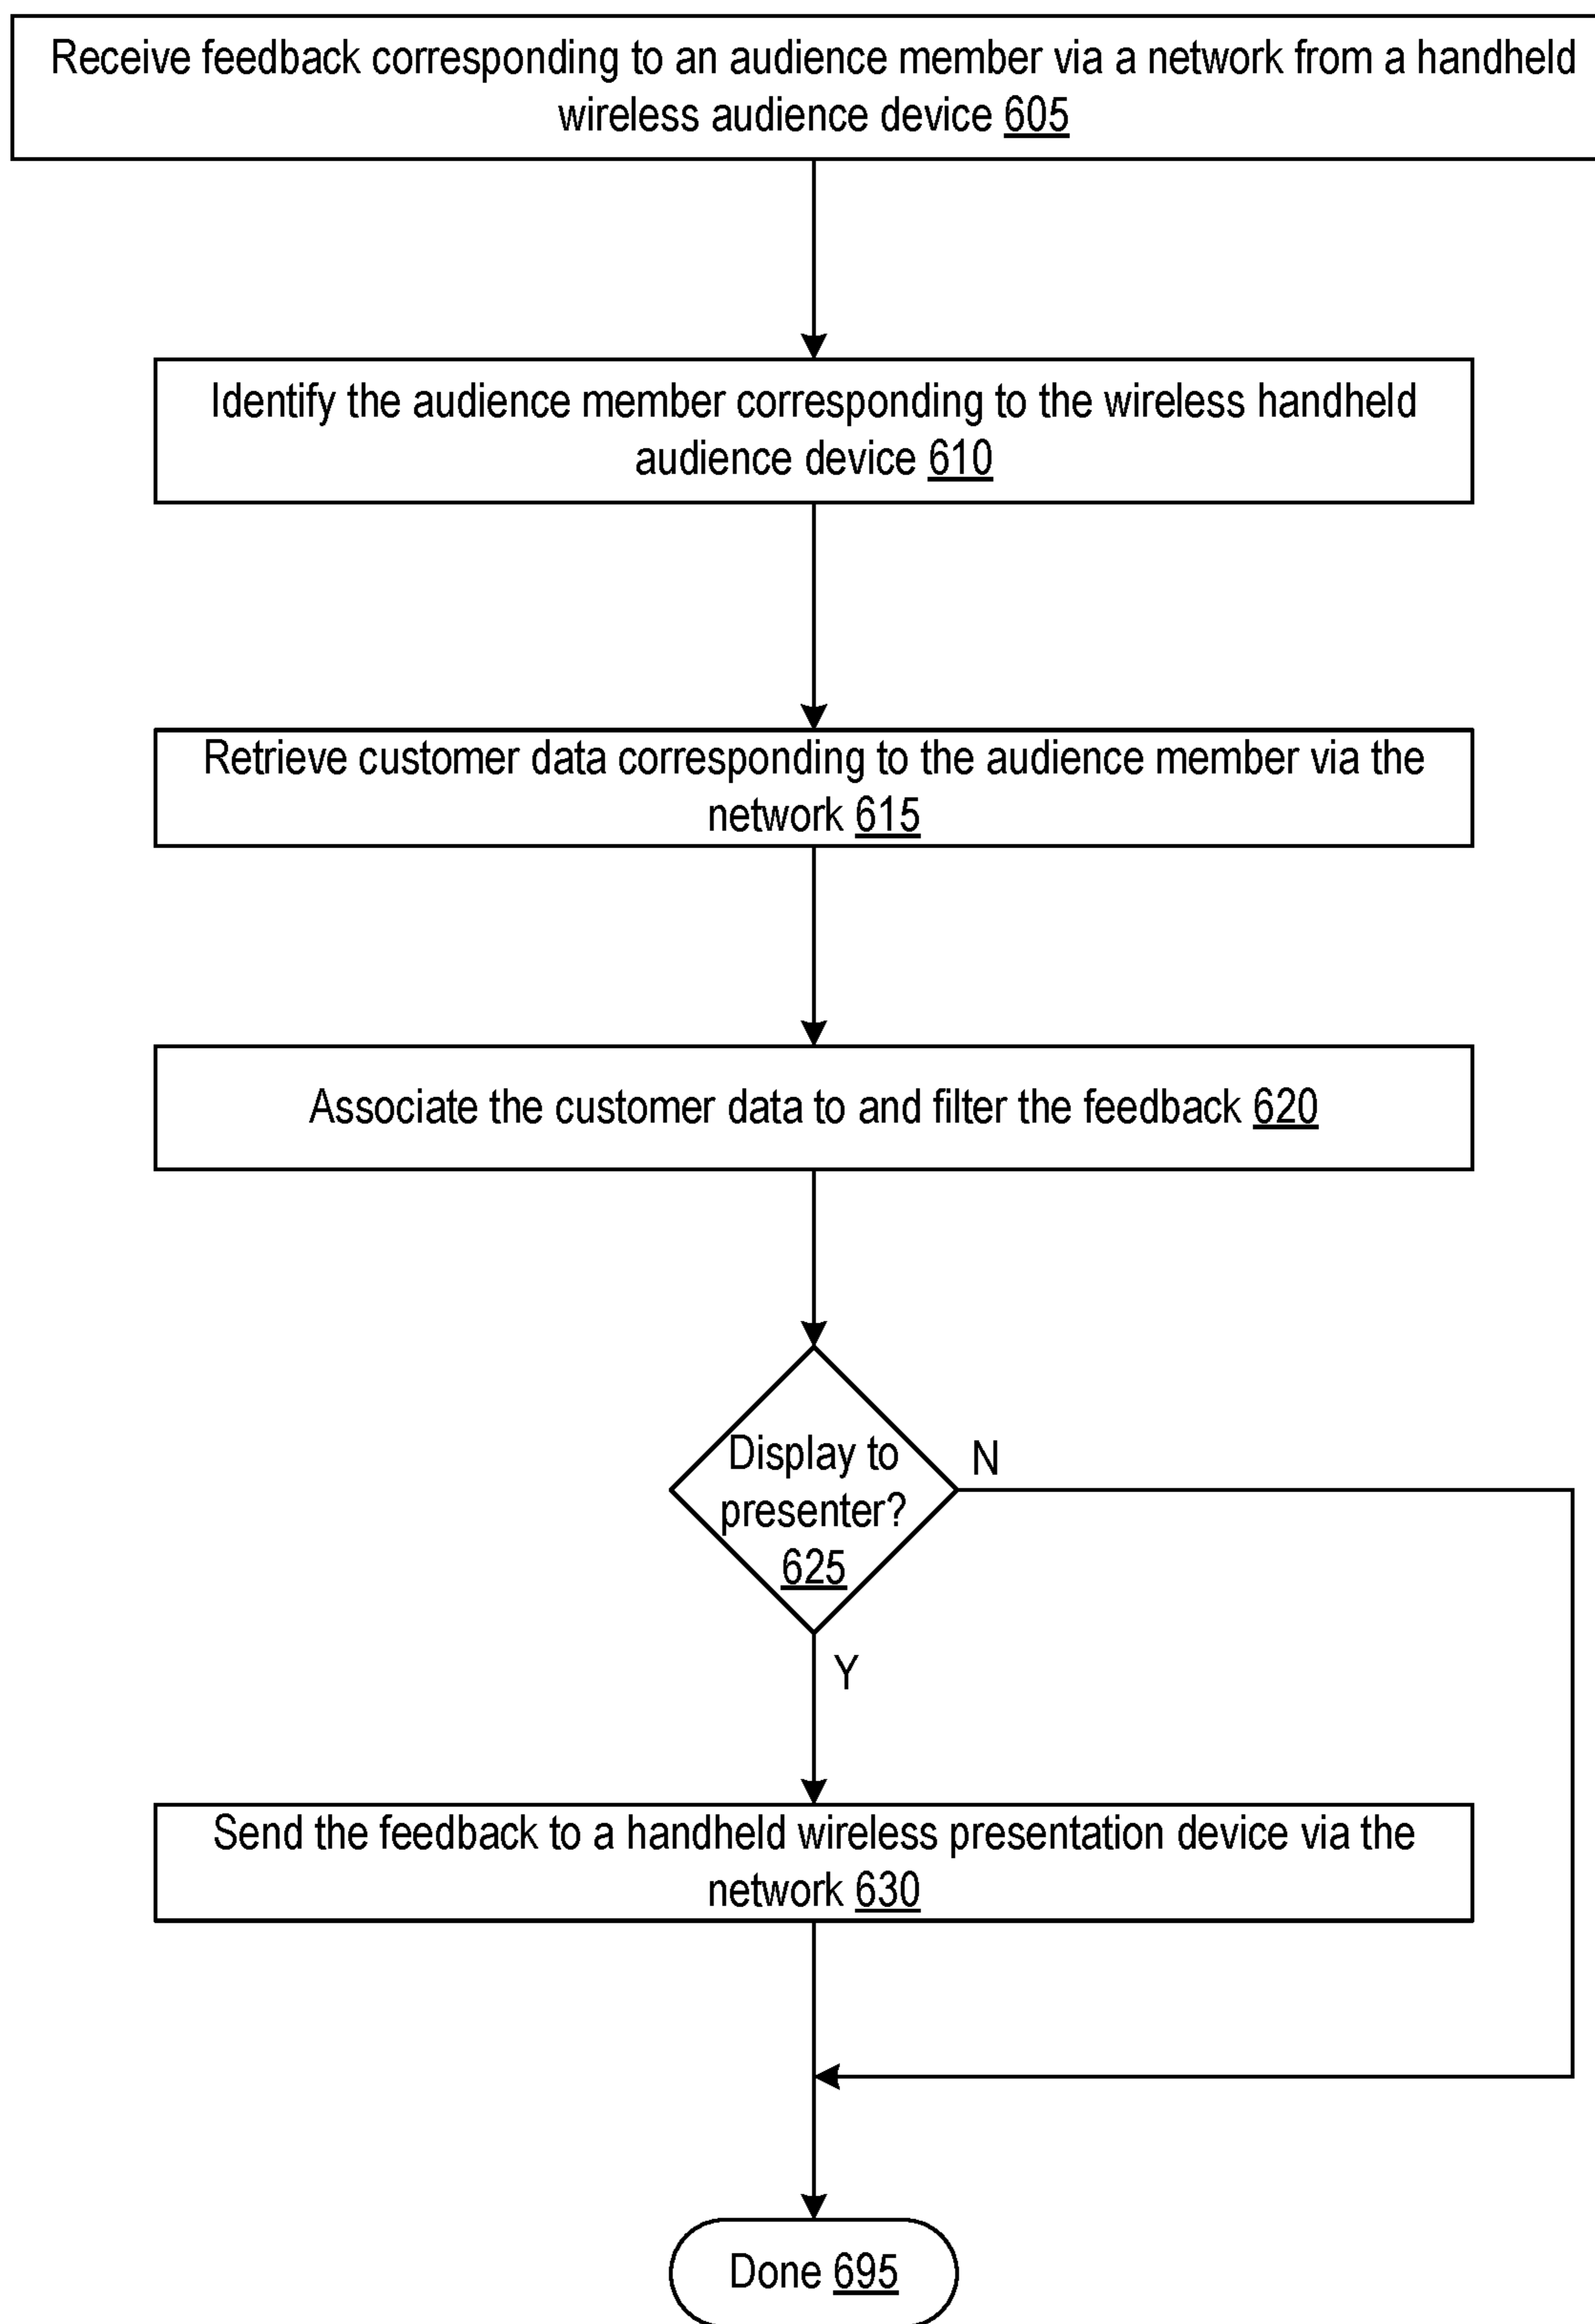 Receive feedback corresponding to an audience member via a network from a handheld
wireless audience device 605
Identify the audience member corresponding to the wireless handheld
audience device 610
Retrieve customer data corresponding to the audience member via the
network 615
Associate the customer data to and filter the feedback 620
Display to
presenter?
625
N
Y
Send the feedback to a handheld wireless presentation device via the
network 630
Done 695